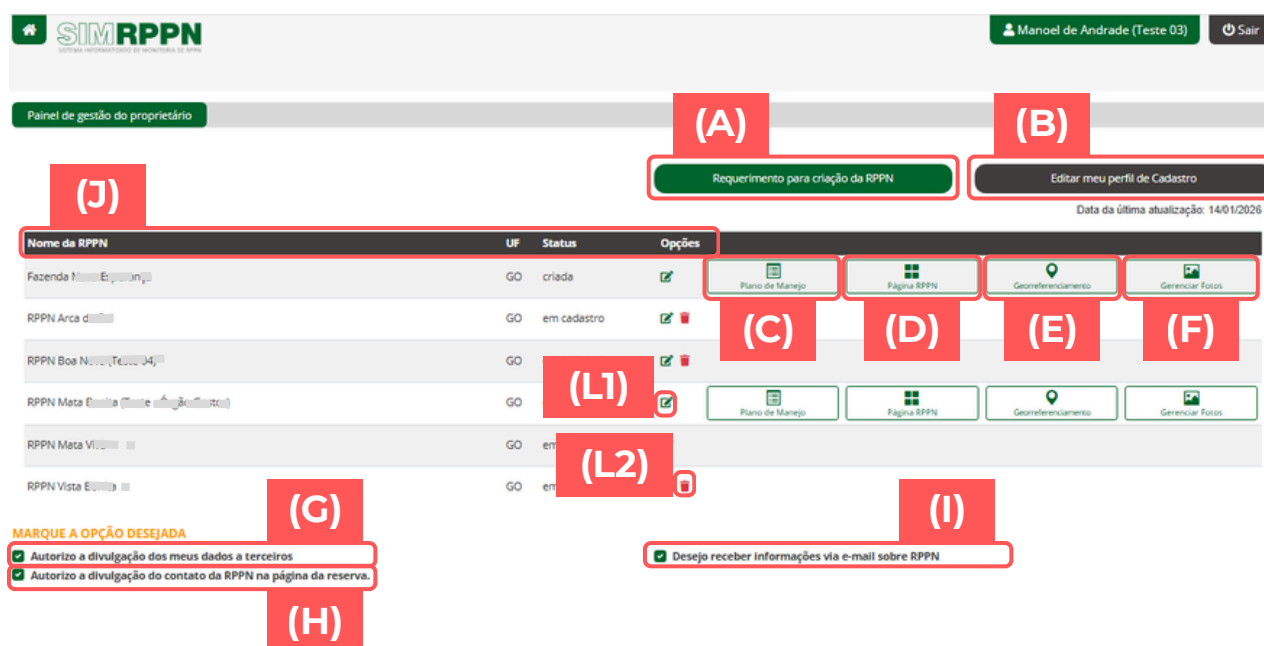 SIMRPPN
SISTEMA INFORMATIZADO DE MONITORIA DE RPPN
Manoel de Andrade (Teste 03)
Sair
Painel de gestão do proprietário
(A)
(B)
Requerimento para criação da RPPN
Editar meu perfil de Cadastro
(J)
Data da última atualização: 14/01/2026
Nome da RPPN UF Status Opções
Fazenda GO criada Plano de Manejo Página RPPN Georreferenciamento Gerenciar Fotos
RPPN Arca GO em cadastro
(C) (D) (E) (F)
RPPN Boa GO
(L1)
RPPN Mata GO Plano de Manejo Página RPPN Georreferenciamento Gerenciar Fotos
RPPN Mata GO
(L2)
RPPN Vista GO
(G)
(I)
MARQUE A OPÇÃO DESEJADA
Autorizo a divulgação dos meus dados a terceiros
Desejo receber informações via e-mail sobre RPPN
Autorizo a divulgação do contato da RPPN na página da reserva.
(H)